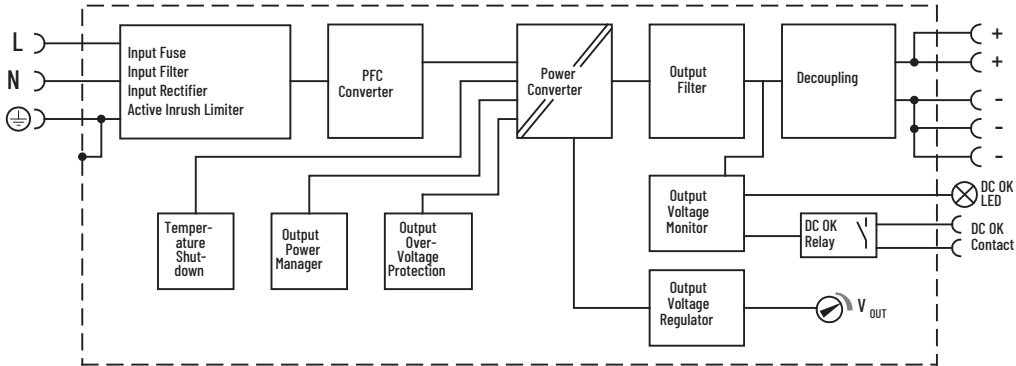 L
N
Input Fuse
Input Filter
Input Rectifier
Active Inrush Limiter
PFC
Converter
Power
Converter
Output
Filter
Decoupling
+
+
-
-
-
Temper-
ature
Shut-
down
Output
Power
Manager
Output
Over-
Voltage
Protection
Output
Voltage
Monitor
DC OK
LED
DC OK
Relay
DC OK
Contact
Output
Voltage
Regulator
V OUT